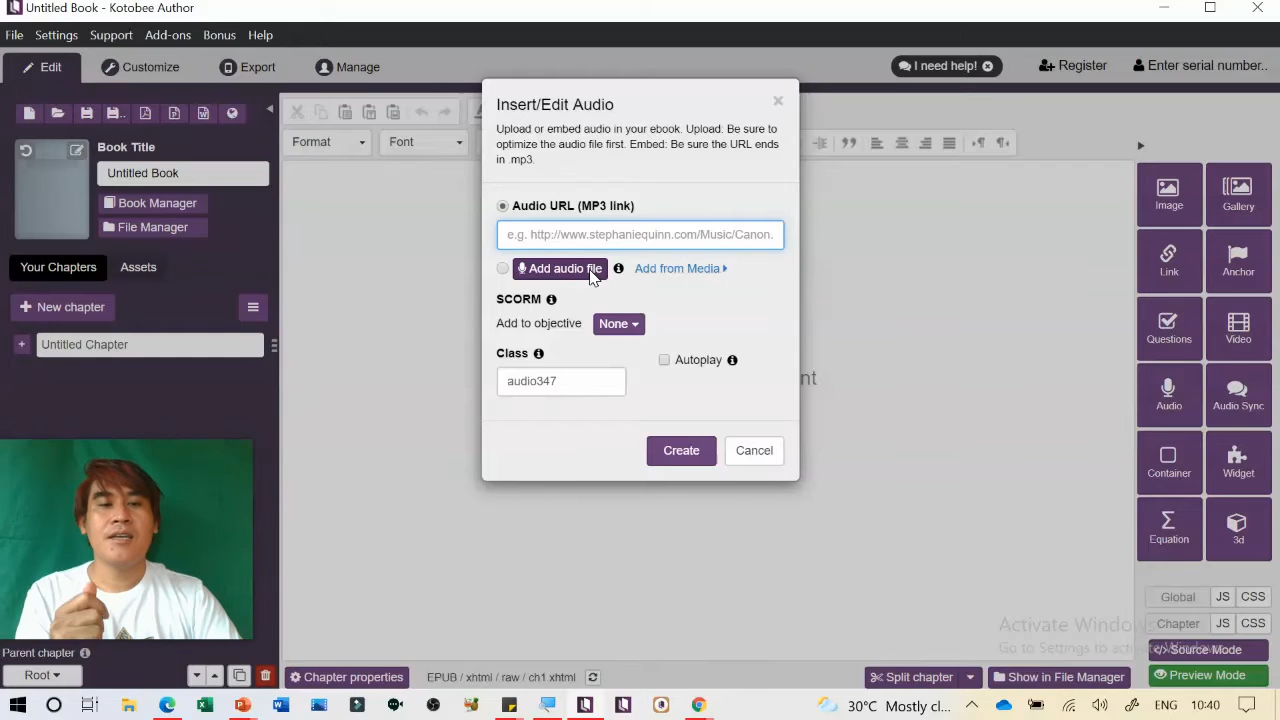 Untitled Book - Kotobee Author
File Settings Support Add-ons Bonus Help
Edit Customize Export Manage
I need help! Register Enter serial number..
Book Title
Untitled Book
Book Manager
File Manager
Your Chapters Assets
New chapter
Untitled Chapter
Parent chapter
Root
Format Font
Insert/Edit Audio
Upload or embed audio in your ebook. Upload: Be sure to
optimize the audio file first. Embed: Be sure the URL ends
in .mp3.
Audio URL (MP3 link)
e.g. http://www.stephaniequinn.com/Music/Canon.
Add audio file Add from Media
SCORM
Add to objective None
Class
Autoplay
audio347
Create Cancel
nt
Image Gallery
Link Anchor
Questions Video
Audio Audio Sync
Container Widget
Σ
Equation 3d
Global JS CSS
Chapter JS CSS
Activate Windows
Go to Settings to activate Windows.
</>Source Mode
Preview Mode
Chapter properties EPUB / xhtml / raw / ch1.xhtml Split chapter Show in File Manager
30°C Mostly cl... ENG 10:40